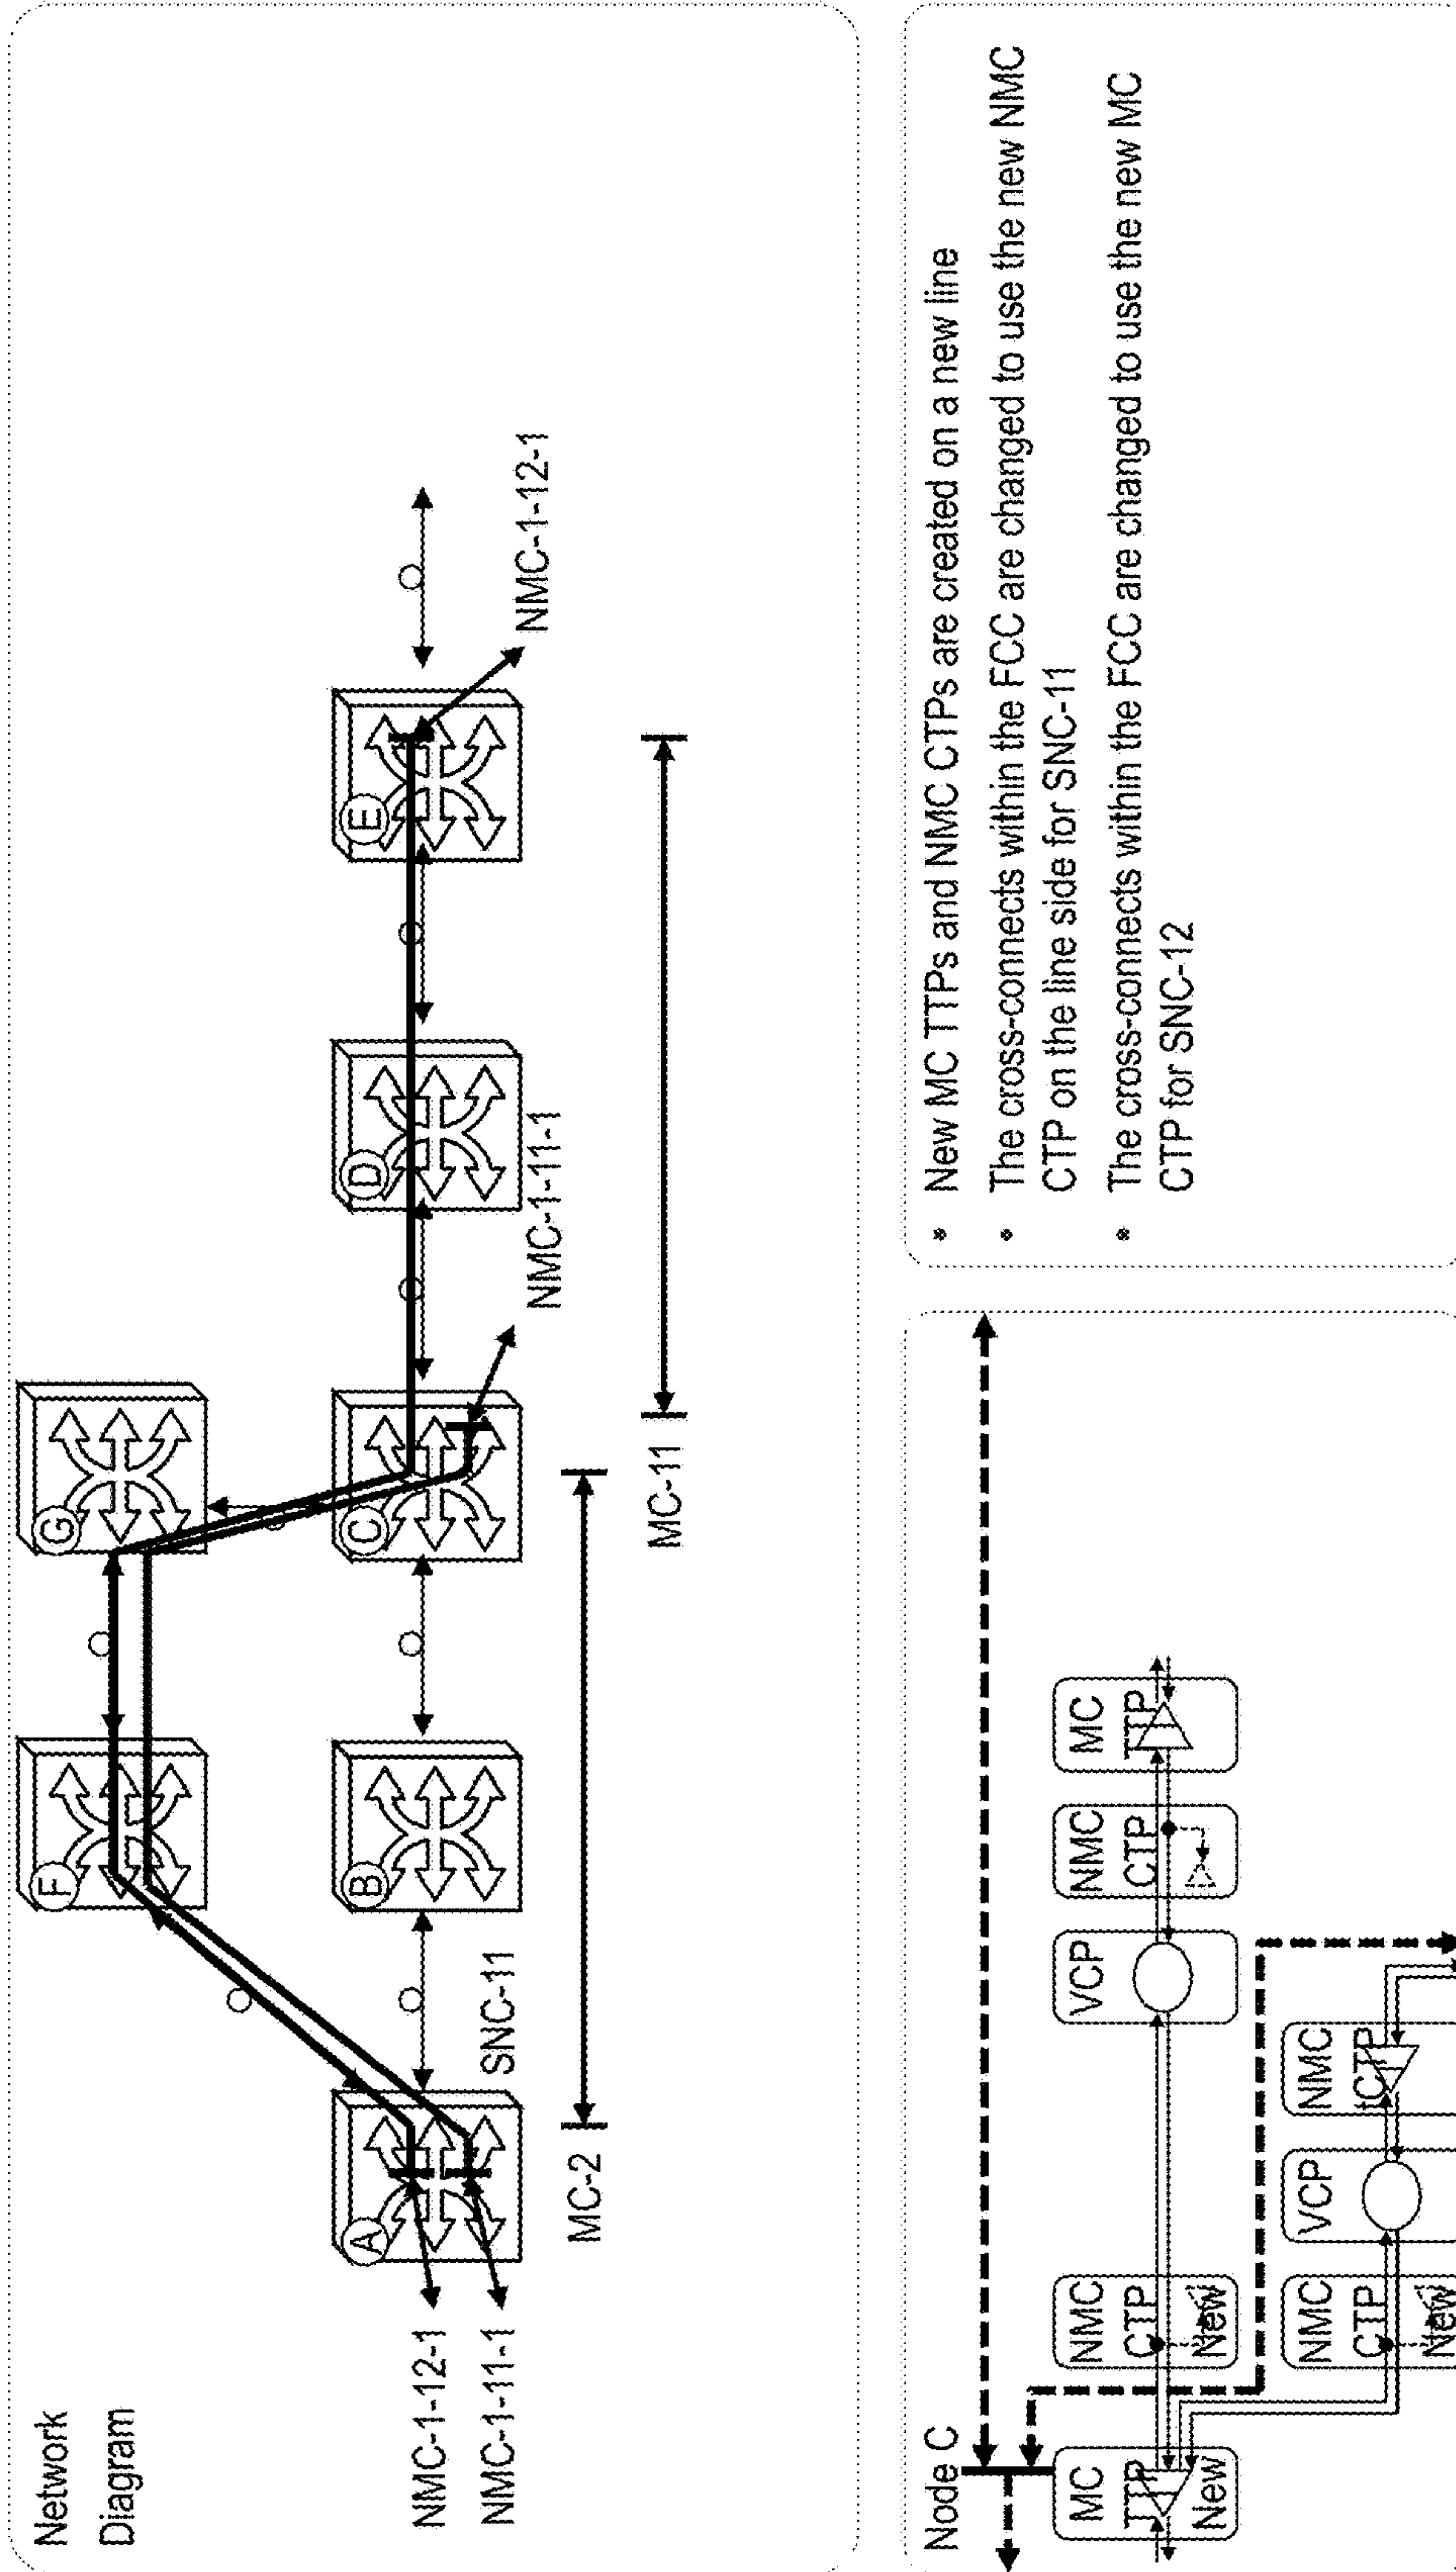 Network
Diagram
F
G
A
B
C
D
E
NMC-1-12-1
NMC-1-11-1
SNC-11
NMC-1-11-1
NMC-1-12-1
MC-2
MC-11
Node C
MC
TTP
New
NMC
CTP
New
VCP
NMC
CTP
MC
TTP
NMC
CTP
New
VCP
NMC
tCTP
• New MC TTPs and NMC CTPs are created on a new line
• The cross-connects within the FCC are changed to use the new NMC
CTP on the line side for SNC-11
• The cross-connects within the FCC are changed to use the new MC
CTP for SNC-12